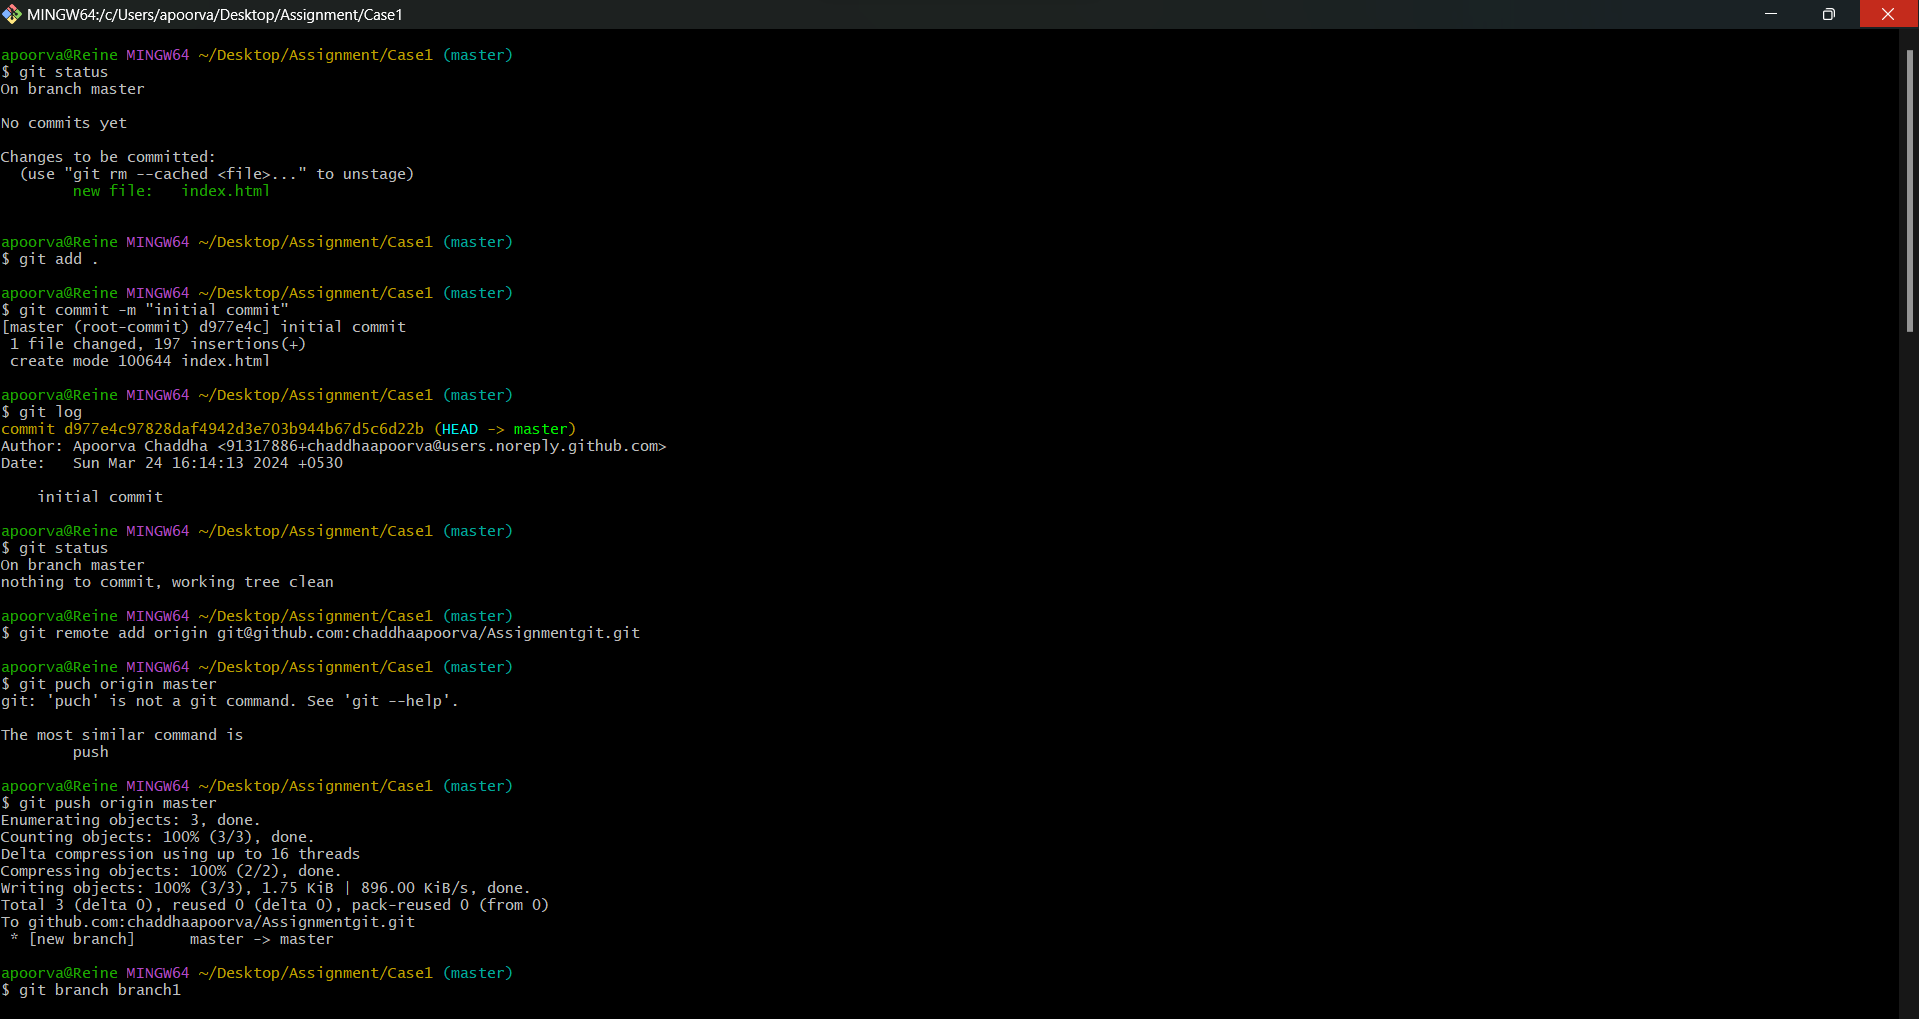 MINGW64:/c/Users/apoorva/Desktop/Assignment/Case1
apoorva@Reine MINGW64 ~/Desktop/Assignment/Case1 (master)
$ git status
On branch master
No commits yet
Changes to be committed:
  (use "git rm --cached <file>..." to unstage)
        new file:   index.html
apoorva@Reine MINGW64 ~/Desktop/Assignment/Case1 (master)
$ git add .
apoorva@Reine MINGW64 ~/Desktop/Assignment/Case1 (master)
$ git commit -m "initial commit"
[master (root-commit) d977e4c] initial commit
 1 file changed, 197 insertions(+)
 create mode 100644 index.html
apoorva@Reine MINGW64 ~/Desktop/Assignment/Case1 (master)
$ git log
commit d977e4c97828daf4942d3e703b944b67d5c6d22b (HEAD -> master)
Author: Apoorva Chaddha <91317886+chaddhaapoorva@users.noreply.github.com>
Date:   Sun Mar 24 16:14:13 2024 +0530
    initial commit
apoorva@Reine MINGW64 ~/Desktop/Assignment/Case1 (master)
$ git status
On branch master
nothing to commit, working tree clean
apoorva@Reine MINGW64 ~/Desktop/Assignment/Case1 (master)
$ git remote add origin git@github.com:chaddhaapoorva/Assignmentgit.git
apoorva@Reine MINGW64 ~/Desktop/Assignment/Case1 (master)
$ git puch origin master
git: 'puch' is not a git command. See 'git --help'.
The most similar command is
        push
apoorva@Reine MINGW64 ~/Desktop/Assignment/Case1 (master)
$ git push origin master
Enumerating objects: 3, done.
Counting objects: 100% (3/3), done.
Delta compression using up to 16 threads
Compressing objects: 100% (2/2), done.
Writing objects: 100% (3/3), 1.75 KiB | 896.00 KiB/s, done.
Total 3 (delta 0), reused 0 (delta 0), pack-reused 0 (from 0)
To github.com:chaddhaapoorva/Assignmentgit.git
 * [new branch]      master -> master
apoorva@Reine MINGW64 ~/Desktop/Assignment/Case1 (master)
$ git branch branch1